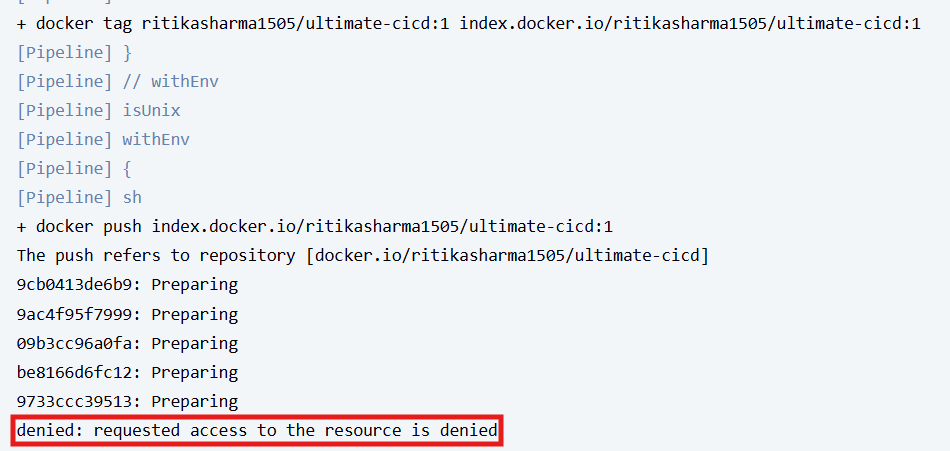 + docker tag ritikasharma1505/ultimate-cicd:1 index.docker.io/ritikasharma1505/ultimate-cicd:1
[Pipeline] }
[Pipeline] // withEnv
[Pipeline] isUnix
[Pipeline] withEnv
[Pipeline] {
[Pipeline] sh
+ docker push index.docker.io/ritikasharma1505/ultimate-cicd:1
The push refers to repository [docker.io/ritikasharma1505/ultimate-cicd]
9cb0413de6b9: Preparing
9ac4f95f7999: Preparing
09b3cc96a0fa: Preparing
be8166d6fc12: Preparing
9733ccc39513: Preparing
denied: requested access to the resource is denied